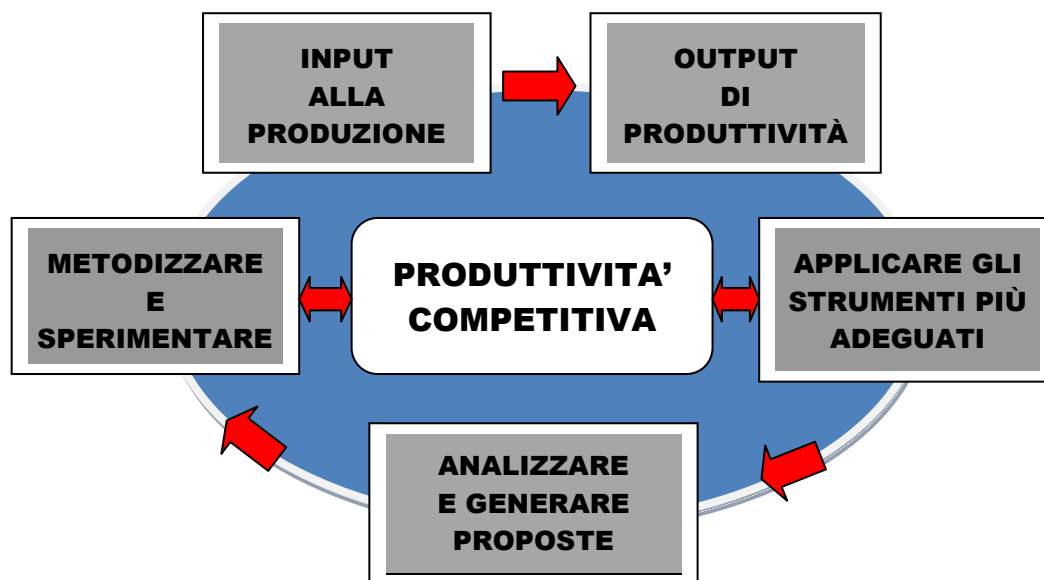 INPUT
ALLA
PRODUZIONE
OUTPUT
DI
PRODUTTIVITÀ
METODIZZARE
E
SPERIMENTARE
PRODUTTIVITA’
COMPETITIVA
APPLICARE GLI
STRUMENTI PIÙ
ADEGUATI
ANALIZZARE
E GENERARE
PROPOSTE